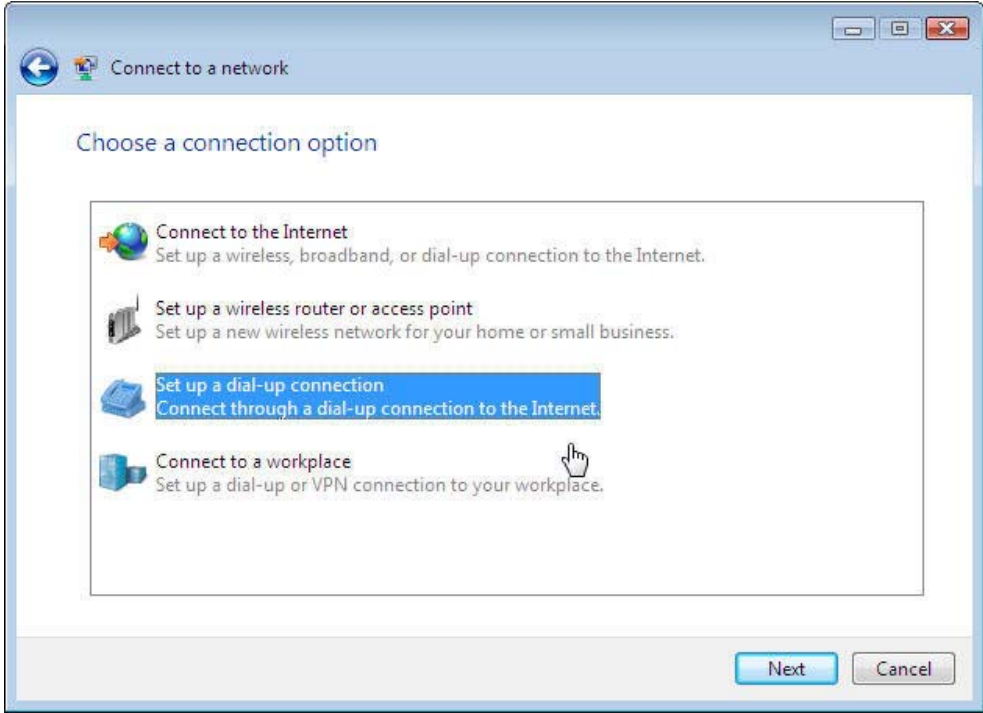 Connect to a network
Choose a connection option
Connect to the Internet
Set up a wireless, broadband, or dial-up connection to the Internet.
Set up a wireless router or access point
Set up a new wireless network for your home or small business.
Set up a dial-up connection
Connect through a dial-up connection to the Internet.
Connect to a workplace
Set up a dial-up or VPN connection to your workplace.
Next
Cancel